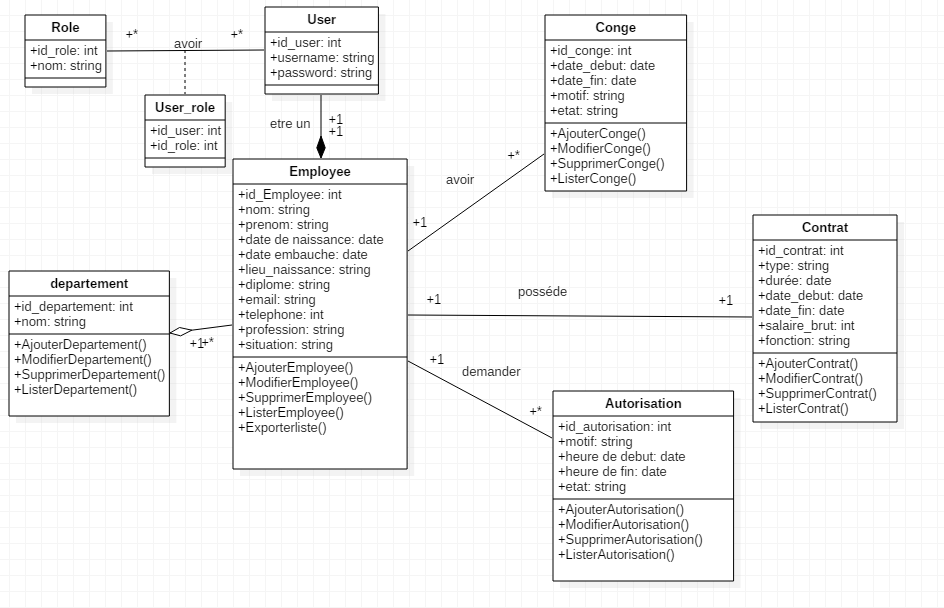 Role
+id_role: int
+nom: string
+*
avoir
+*
User
+id_user: int
+username: string
+password: string
User_role
+id_user: int
+id_role: int
etre un
+1
+1
Employee
+id_Employee: int
+nom: string
+prenom: string
+date de naissance: date
+date embauche: date
+lieu_naissance: string
+diplome: string
+email: string
+telephone: int
+profession: string
+situation: string
+AjouterEmployee()
+ModifierEmployee()
+SupprimerEmployee()
+ListerEmployee()
+Exporterliste()
departement
+id_departement: int
+nom: string
+AjouterDepartement()
+ModifierDepartement()
+SupprimerDepartement()
+ListerDepartement()
+1
+*
Conge
+id_conge: int
+date_debut: date
+date_fin: date
+motif: string
+etat: string
+AjouterConge()
+ModifierConge()
+SupprimerConge()
+ListerConge()
+*
avoir
+1
Contrat
+id_contrat: int
+type: string
+durée: date
+date_debut: date
+date_fin: date
+salaire_brut: int
+fonction: string
+AjouterContrat()
+ModifierContrat()
+SupprimerContrat()
+ListerContrat()
+1
posséde
+1
+1
demander
+*
Autorisation
+id_autorisation: int
+motif: string
+heure de debut: date
+heure de fin: date
+etat: string
+AjouterAutorisation()
+ModifierAutorisation()
+SupprimerAutorisation()
+ListerAutorisation()